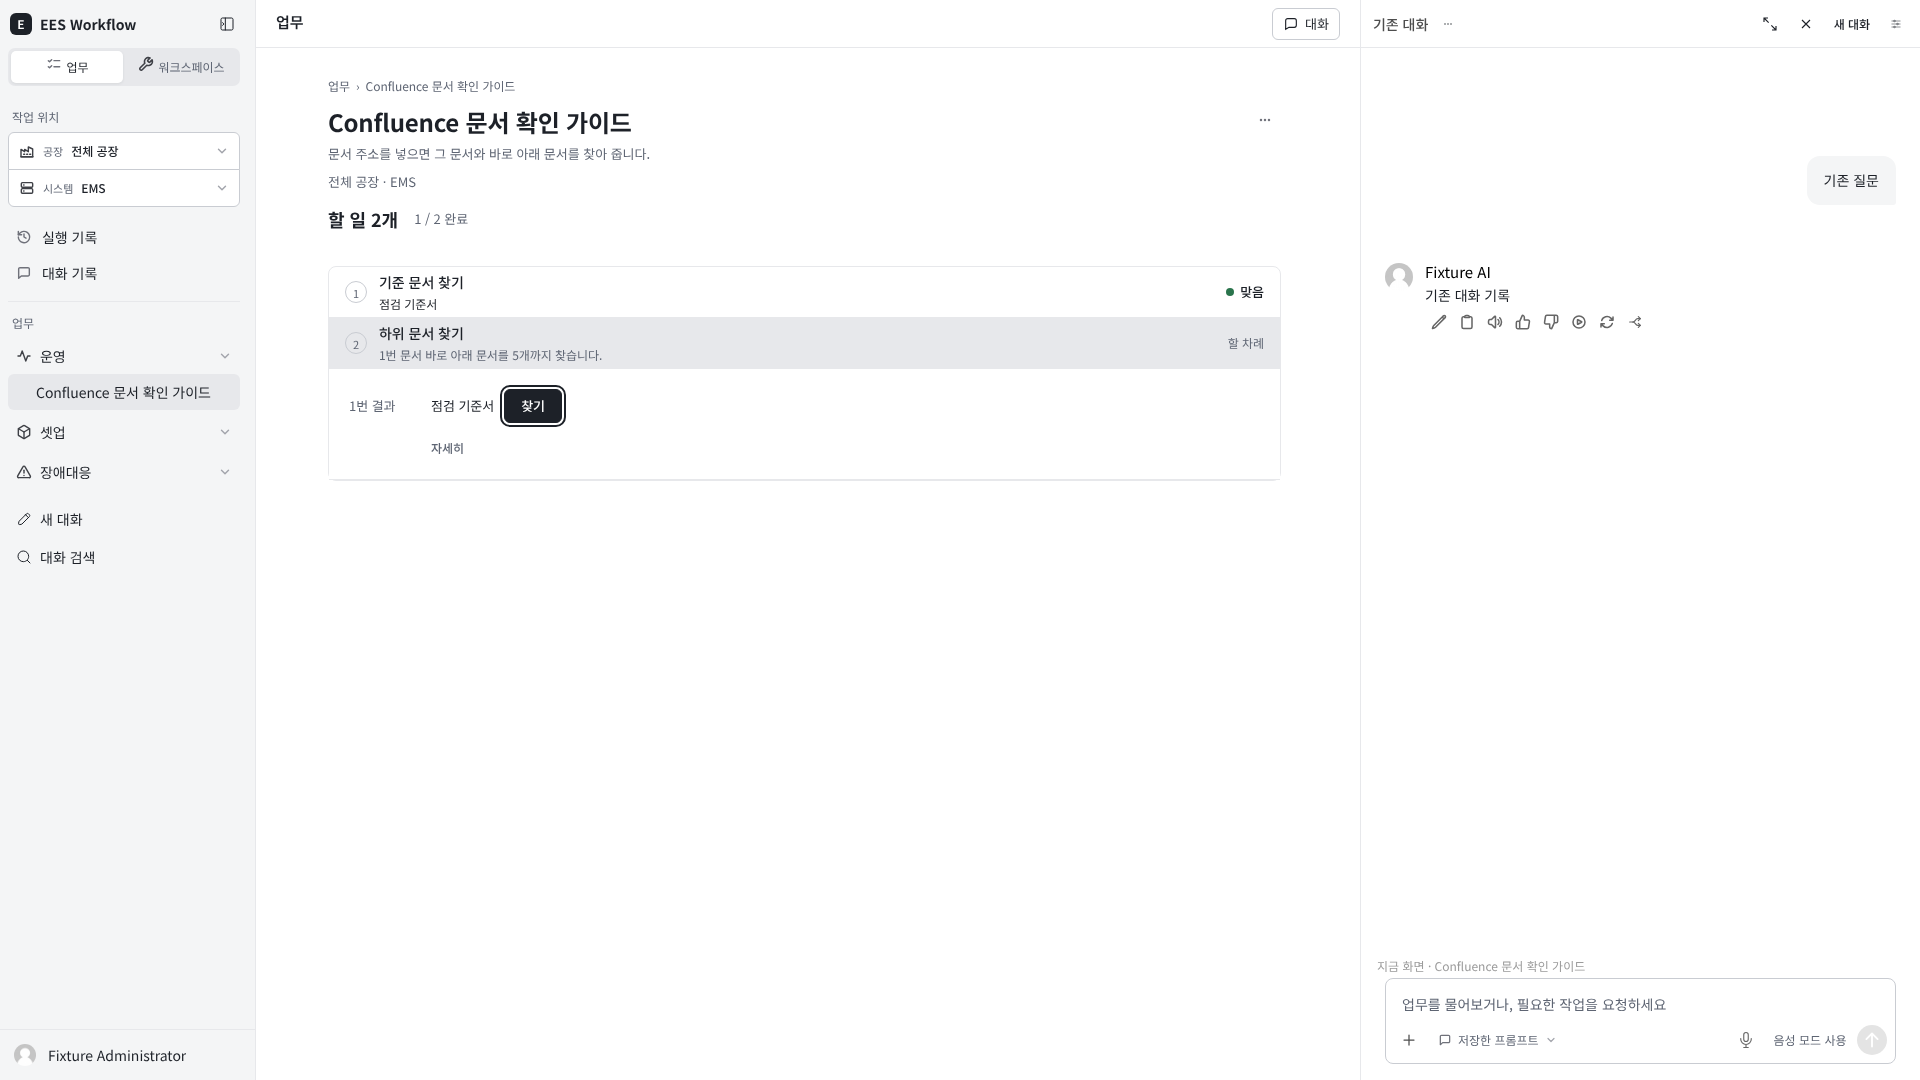 E EES Workflow
업무
워크스페이스
작업 위치
공장 전체 공장
시스템 EMS
실행 기록
대화 기록
업무
운영
Confluence 문서 확인 가이드
셋업
장애대응
새 대화
대화 검색
Fixture Administrator
업무
대화
업무 › Confluence 문서 확인 가이드
Confluence 문서 확인 가이드
...
문서 주소를 넣으면 그 문서와 바로 아래 문서를 찾아 줍니다.
전체 공장 · EMS
할 일 2개 1 / 2 완료
1 기준 문서 찾기
점검 기준서
맞음
2 하위 문서 찾기
1번 문서 바로 아래 문서를 5개까지 찾습니다.
할 차례
1번 결과 점검 기준서 찾기
자세히
기존 대화 ...
새 대화
기존 질문
Fixture AI
기존 대화 기록
지금 화면 · Confluence 문서 확인 가이드
업무를 물어보거나, 필요한 작업을 요청하세요
저장한 프롬프트
음성 모드 사용